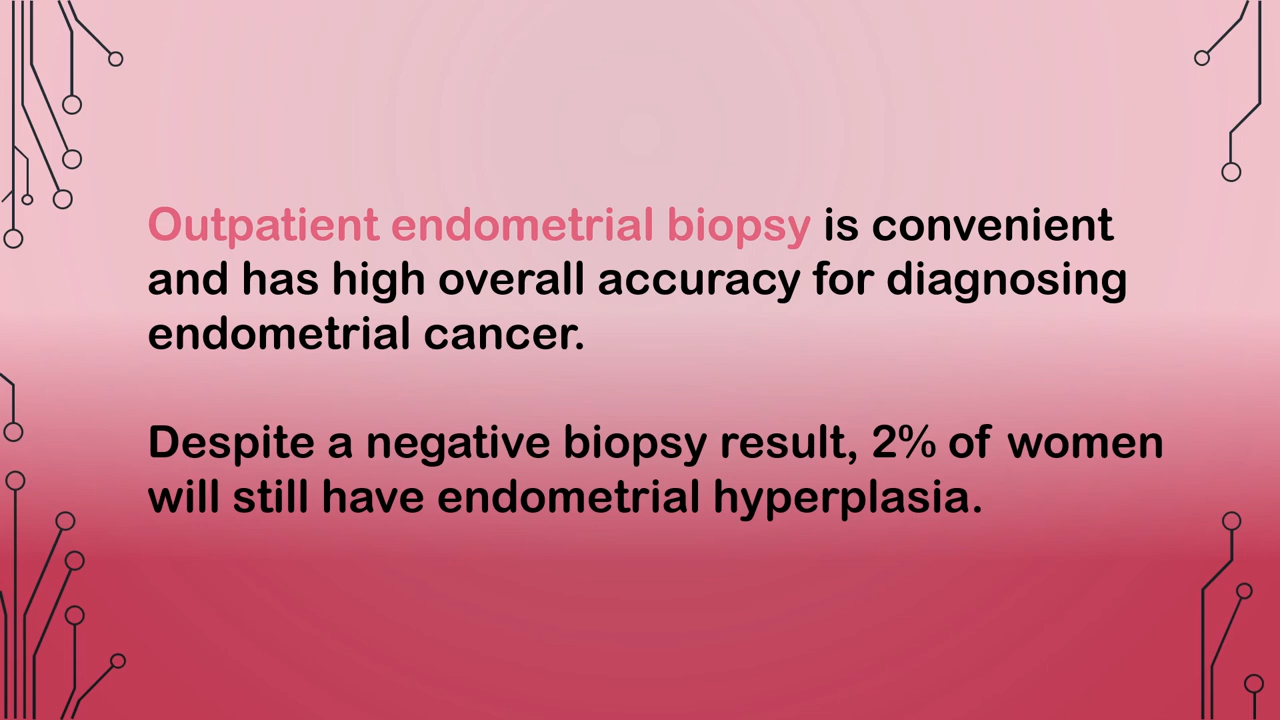 Outpatient endometrial biopsy is convenient
and has high overall accuracy for diagnosing
endometrial cancer.
Despite a negative biopsy result, 2% of women
will still have endometrial hyperplasia.